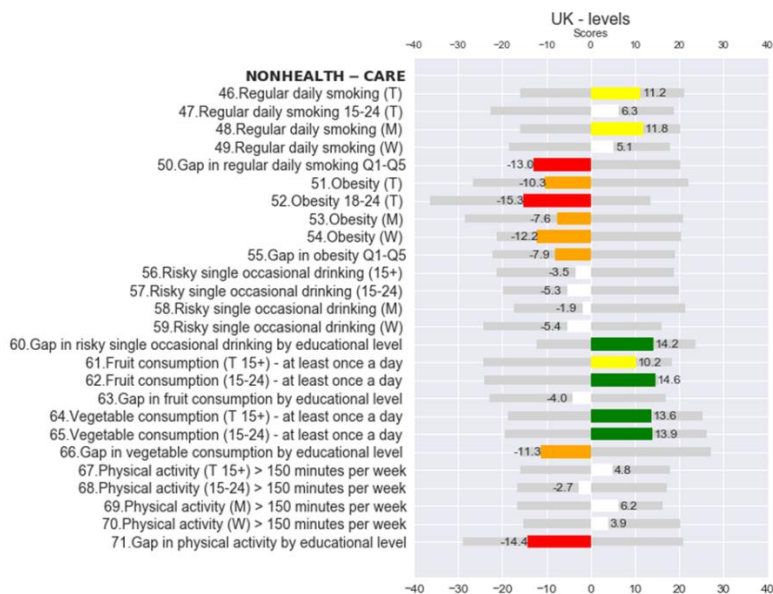 UK - levels
Scores
−40 −30 −20 −10 0 10 20 30 40
NONHEALTH − CARE
46.Regular daily smoking (T) 11.2
47.Regular daily smoking 15-24 (T) 6.3
48.Regular daily smoking (M) 11.8
49.Regular daily smoking (W) 5.1
50.Gap in regular daily smoking Q1-Q5 -13.0
51.Obesity (T) -10.3
52.Obesity 18-24 (T) -15.3
53.Obesity (M) -7.6
54.Obesity (W) -12.2
55.Gap in obesity Q1-Q5 -7.9
56.Risky single occasional drinking (15+) -3.5
57.Risky single occasional drinking (15-24) -5.3
58.Risky single occasional drinking (M) -1.9
59.Risky single occasional drinking (W) -5.4
60.Gap in risky single occasional drinking by educational level 14.2
61.Fruit consumption (T 15+) - at least once a day 10.2
62.Fruit consumption (15-24) - at least once a day 14.6
63.Gap in fruit consumption by educational level -4.0
64.Vegetable consumption (T 15+) - at least once a day 13.6
65.Vegetable consumption (15-24) - at least once a day 13.9
66.Gap in vegetable consumption by educational level -11.3
67.Physical activity (T 15+) > 150 minutes per week 4.8
68.Physical activity (15-24) > 150 minutes per week -2.7
69.Physical activity (M) > 150 minutes per week 6.2
70.Physical activity (W) > 150 minutes per week 3.9
71.Gap in physical activity by educational level -14.4
−40 −30 −20 −10 0 10 20 30 40